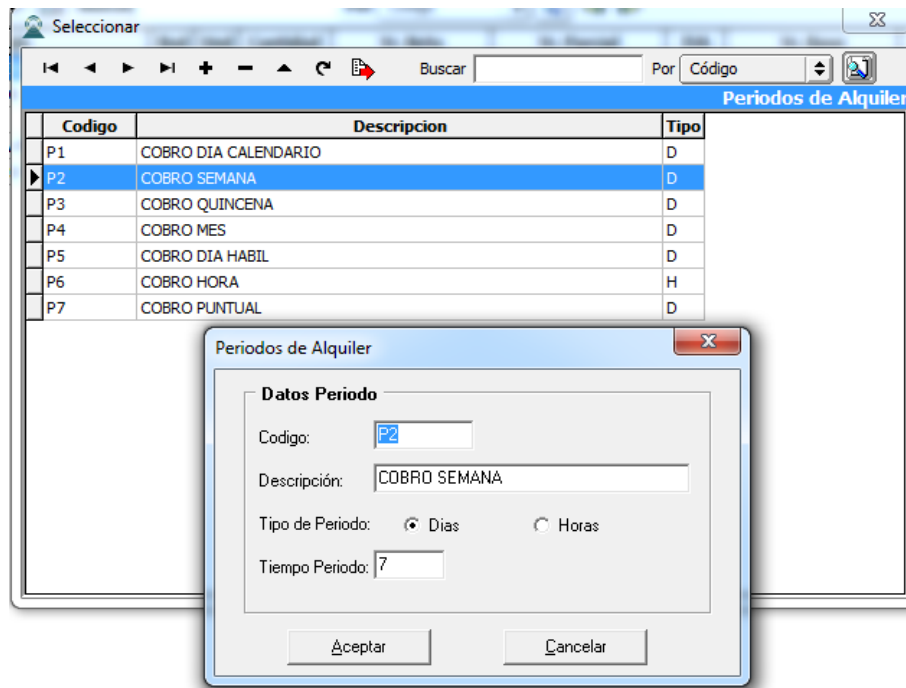 Seleccionar
Buscar Por Código
Periodos de Alquiler
Codigo Descripcion Tipo
P1 COBRO DIA CALENDARIO D
P2 COBRO SEMANA D
P3 COBRO QUINCENA D
P4 COBRO MES D
P5 COBRO DIA HABIL D
P6 COBRO HORA H
P7 COBRO PUNTUAL D
Periodos de Alquiler
Datos Periodo
Codigo: P2
Descripción: COBRO SEMANA
Tipo de Periodo: Dias Horas
Tiempo Periodo: 7
Aceptar Cancelar